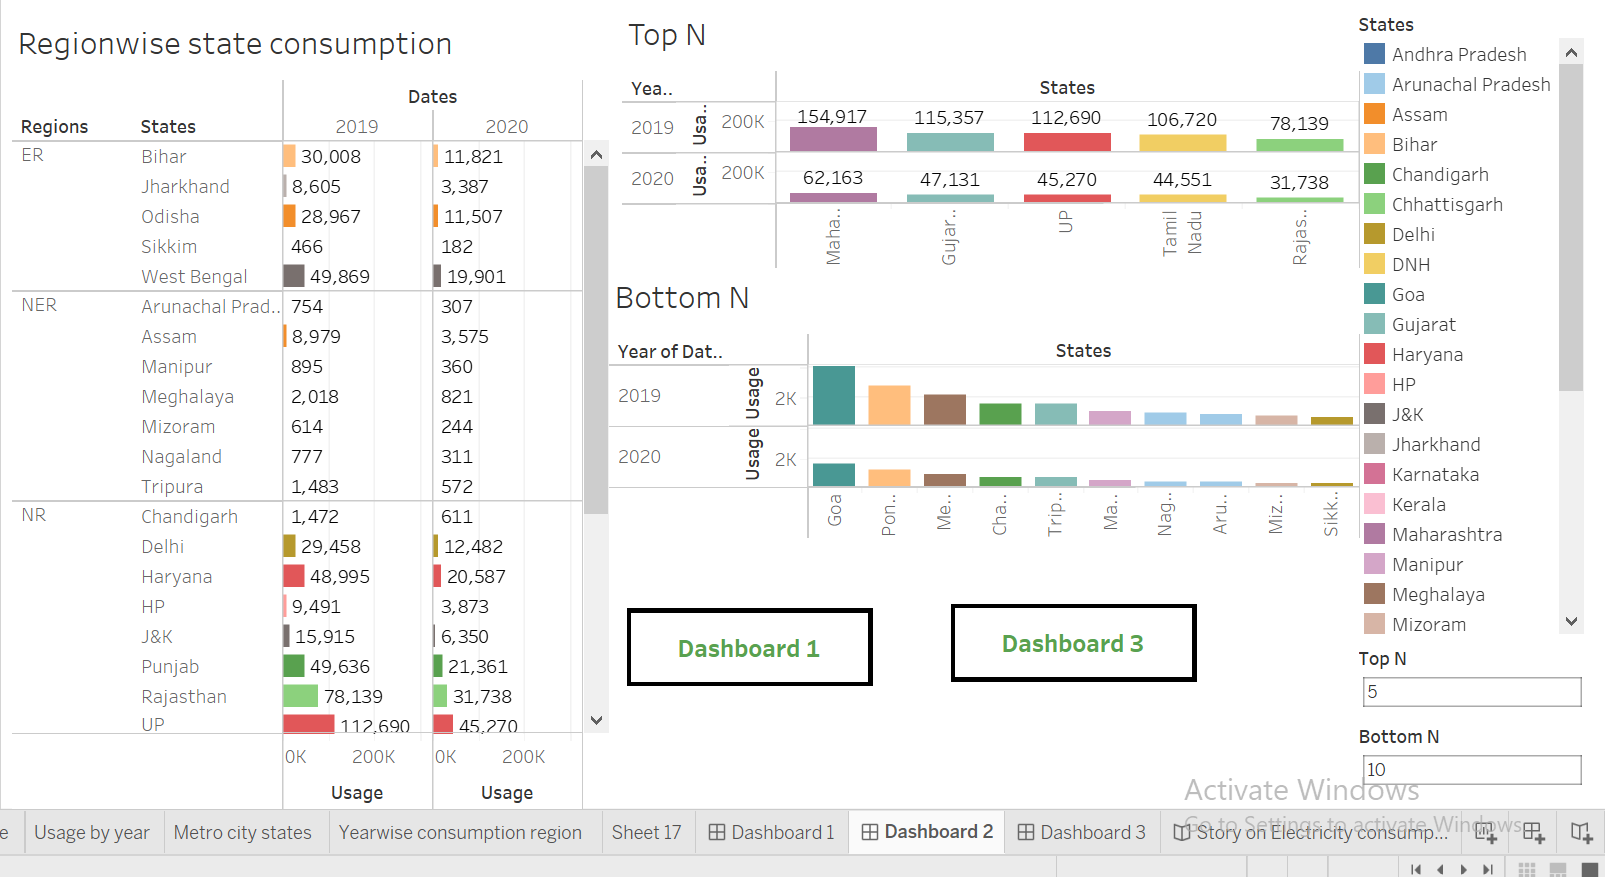 Regionwise state consumption
Dates
Regions States 2019 2020
ER Bihar 30,008 11,821
Jharkhand 8,605 3,387
Odisha 28,967 11,507
Sikkim 466 182
West Bengal 49,869 19,901
NER Arunachal Prad.. 754 307
Assam 8,979 3,575
Manipur 895 360
Meghalaya 2,018 821
Mizoram 614 244
Nagaland 777 311
Tripura 1,483 572
NR Chandigarh 1,472 611
Delhi 29,458 12,482
Haryana 48,995 20,587
HP 9,491 3,873
J&K 15,915 6,350
Punjab 49,636 21,361
Rajasthan 78,139 31,738
UP 112,690 45,270
0K 200K 0K 200K
Usage Usage
Top N
Yea.. States
2019 Usa.. 200K 154,917 115,357 112,690 106,720 78,139
2020 Usa.. 200K 62,163 47,131 45,270 44,551 31,738
Maha.. Gujar.. UP Tamil Nadu Rajas..
Bottom N
Year of Dat.. States
2019 Usage 2K
2020 Usage 2K
Goa Pon.. Me.. Cha.. Trip.. Ma.. Nag.. Aru.. Miz.. Sikk..
Dashboard 1
Dashboard 3
States
Andhra Pradesh
Arunachal Pradesh
Assam
Bihar
Chandigarh
Chhattisgarh
Delhi
DNH
Goa
Gujarat
Haryana
HP
J&K
Jharkhand
Karnataka
Kerala
Maharashtra
Manipur
Meghalaya
Mizoram
Top N
5
Bottom N
10
Activate Windows
Go to Settings to activate Windows.
e Usage by year Metro city states Yearwise consumption region Sheet 17 Dashboard 1 Dashboard 2 Dashboard 3 Story on Electricity consump...